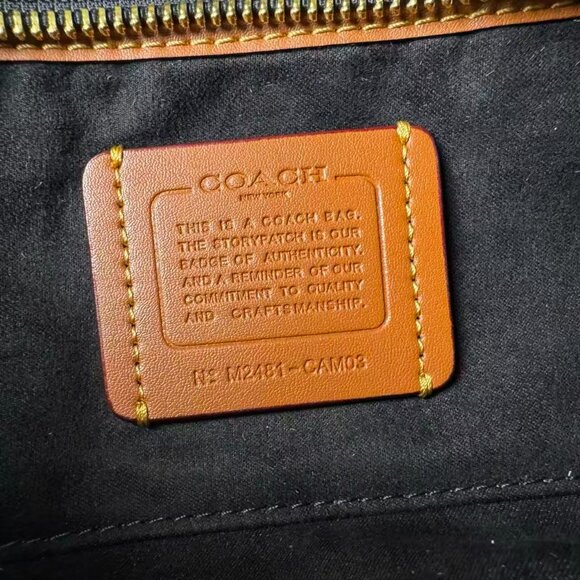 COACH
NEW YORK
THIS IS A COACH BAG.
THE STORYPATCH IS OUR
BADGE OF AUTHENTICITY.
AND A REMINDER OF OUR
COMMITMENT TO QUALITY
AND CRAFTSMANSHIP.
Nº M2481-CAM03